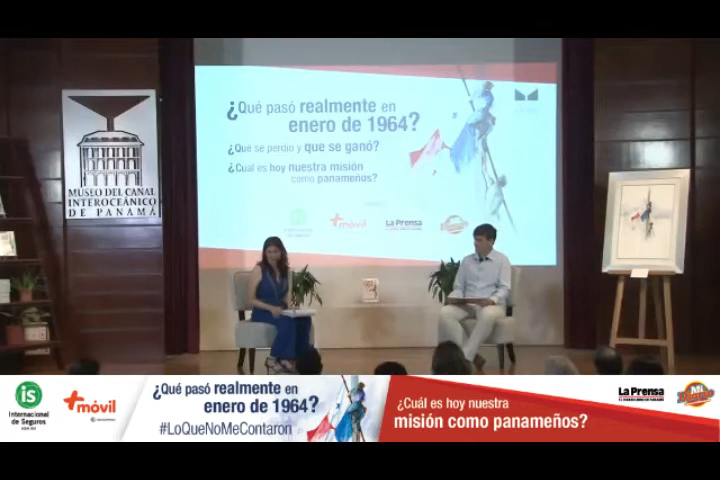 MUSEO DEL CANAL
INTEROCEÁNICO
DE PANAMÁ
¿Qué pasó realmente en
enero de 1964?
¿Qué se perdió y que se ganó?
¿Cuál es hoy nuestra misión
como panameños?
+móvil
La Prensa
is
Internacional
de Seguros
+móvil
¿Qué pasó realmente en
enero de 1964?
#LoQueNoMeContaron
¿Cuál es hoy nuestra
misión como panameños?
La Prensa
Mi